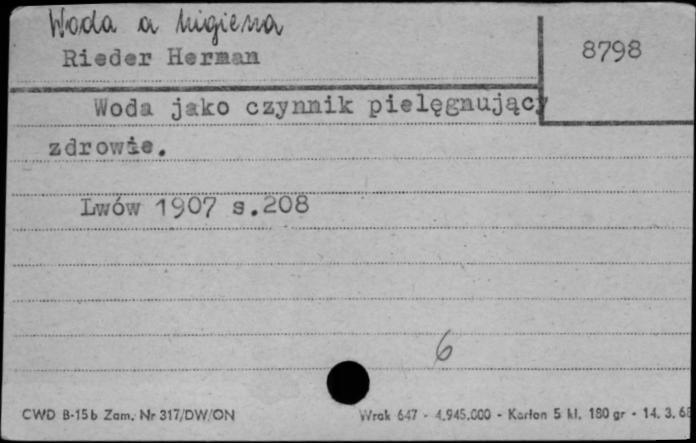 Woda a higiena
Rieder Herman
8798
Woda jako czynnik pielęgnujący
zdrowie.
Lwów 1907 s.208
6
CWD B-15b Zam. Nr 317/DW/ON
Wrak 647 - 4.945.000 - Karton 5 kl. 180 gr - 14. 3. 68